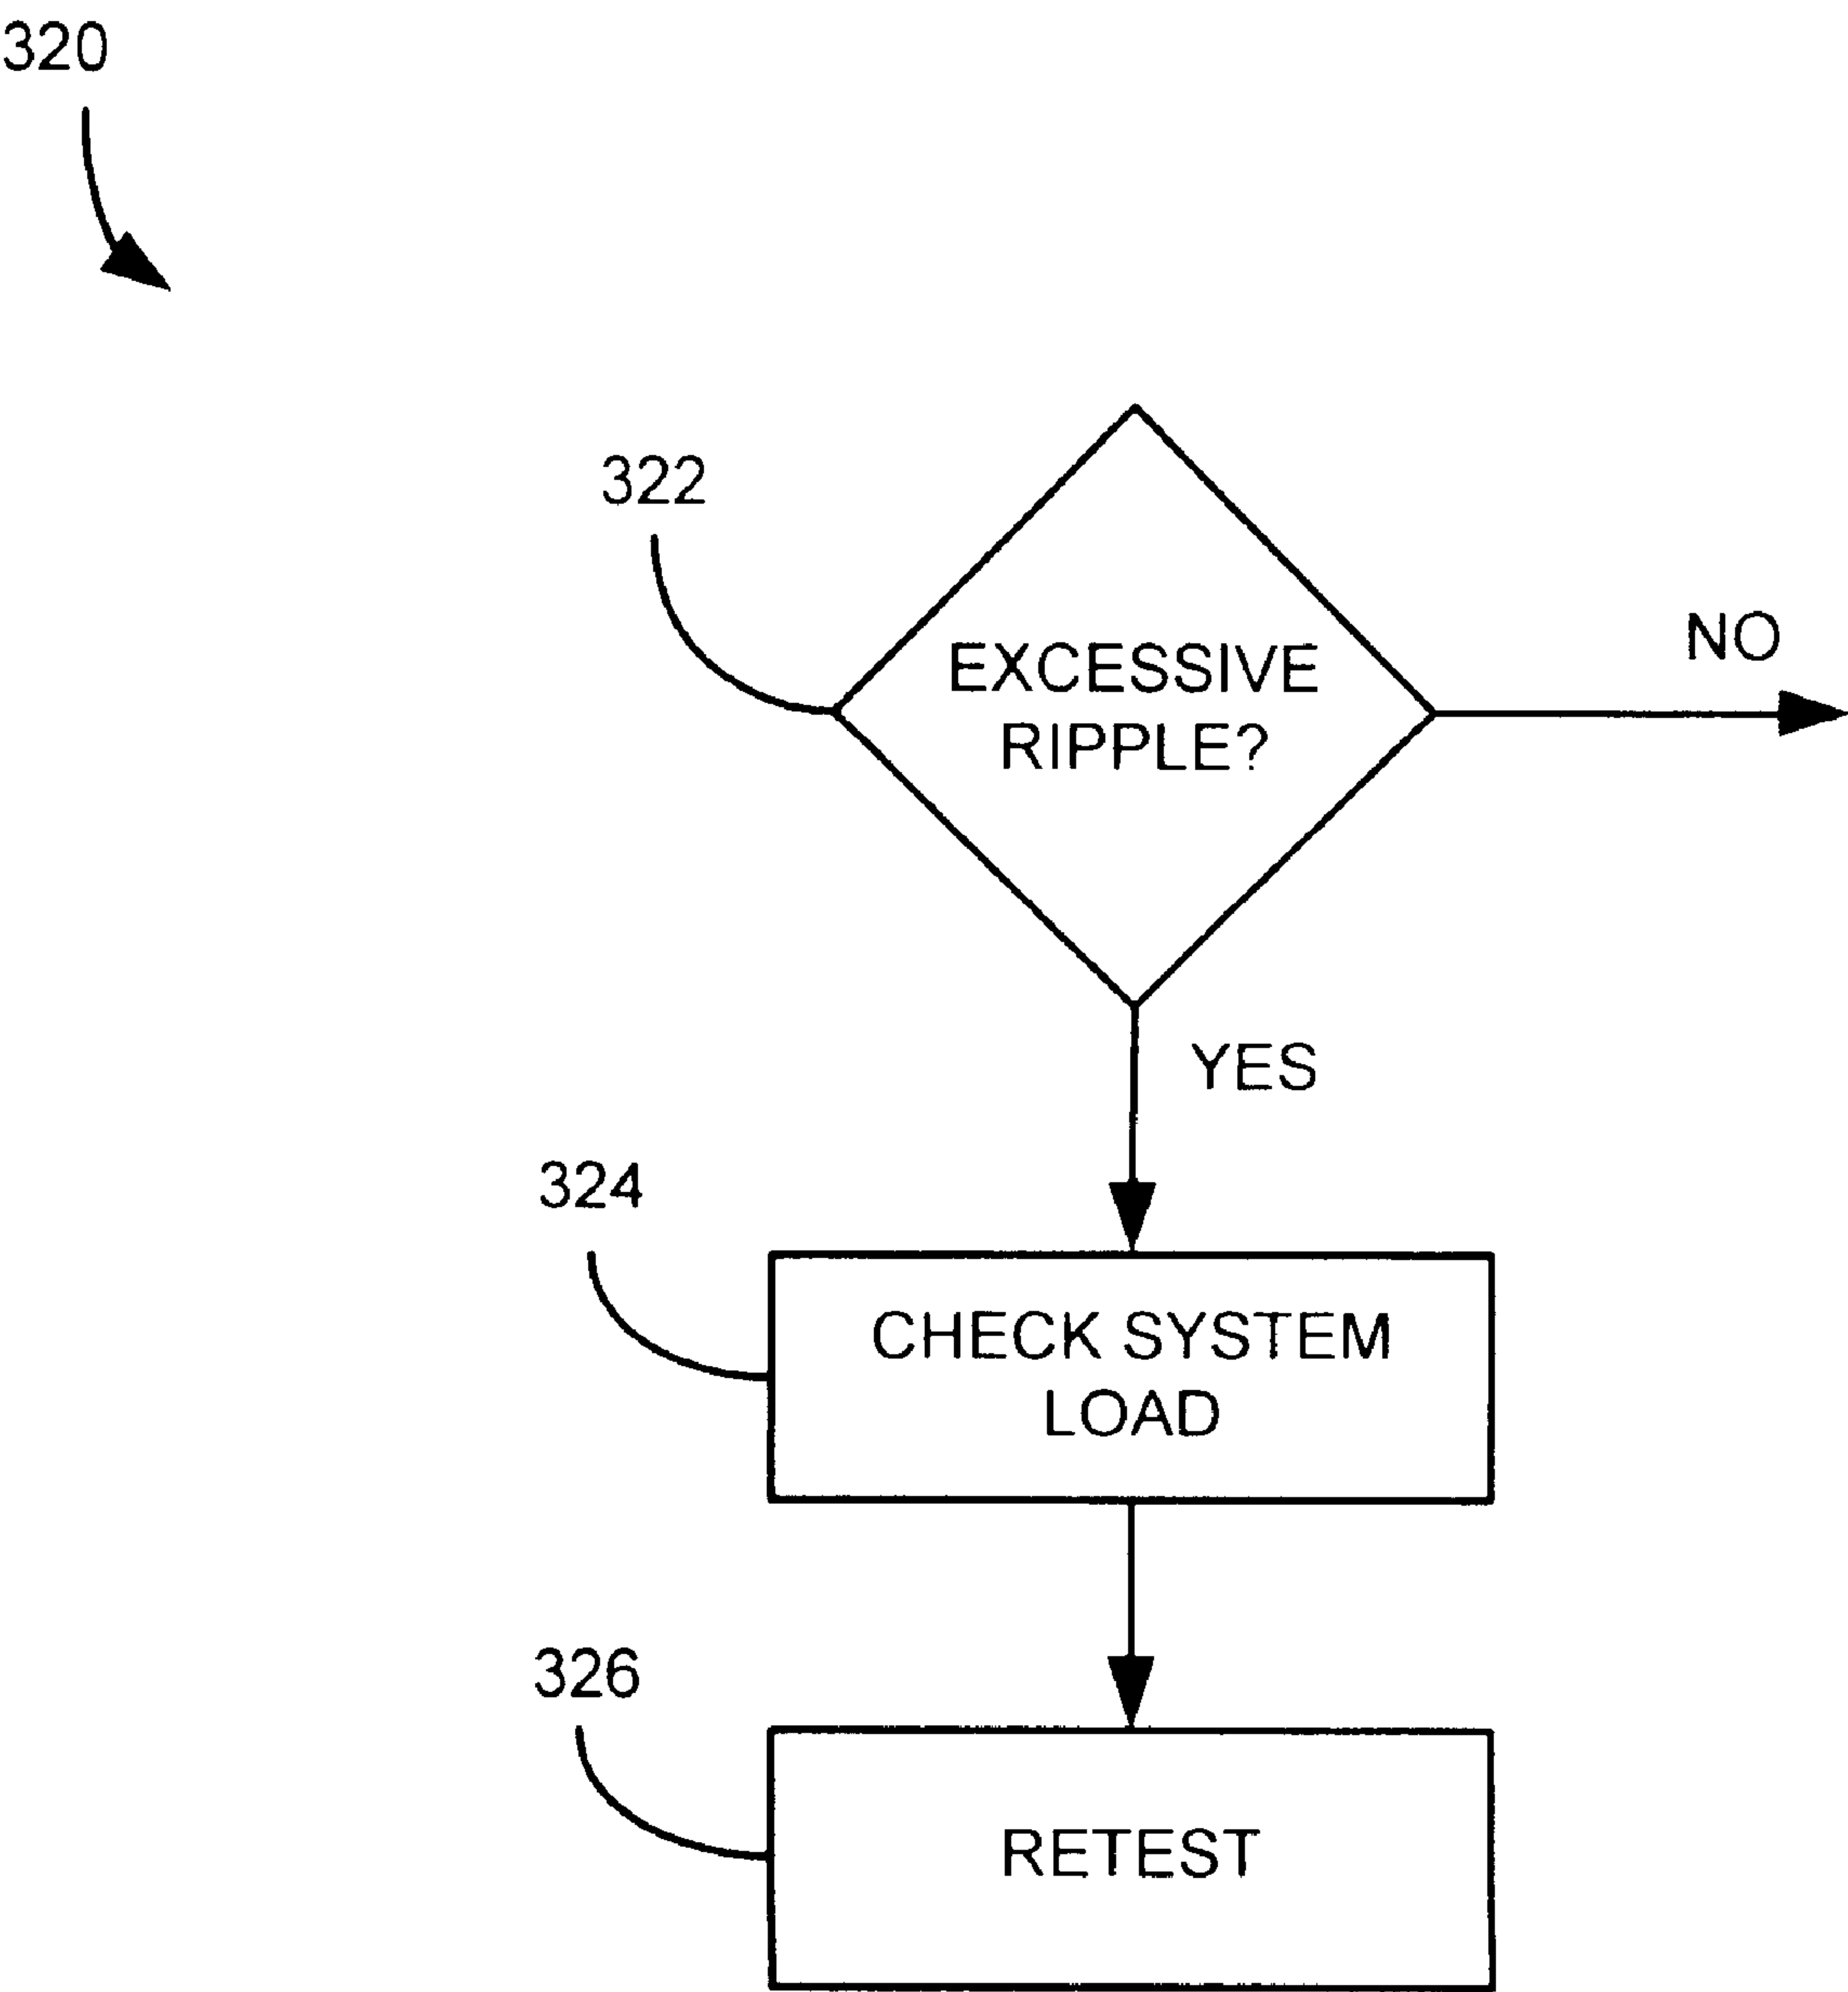 320
322
EXCESSIVE
RIPPLE?
NO
YES
324
CHECK SYSTEM
LOAD
326
RETEST